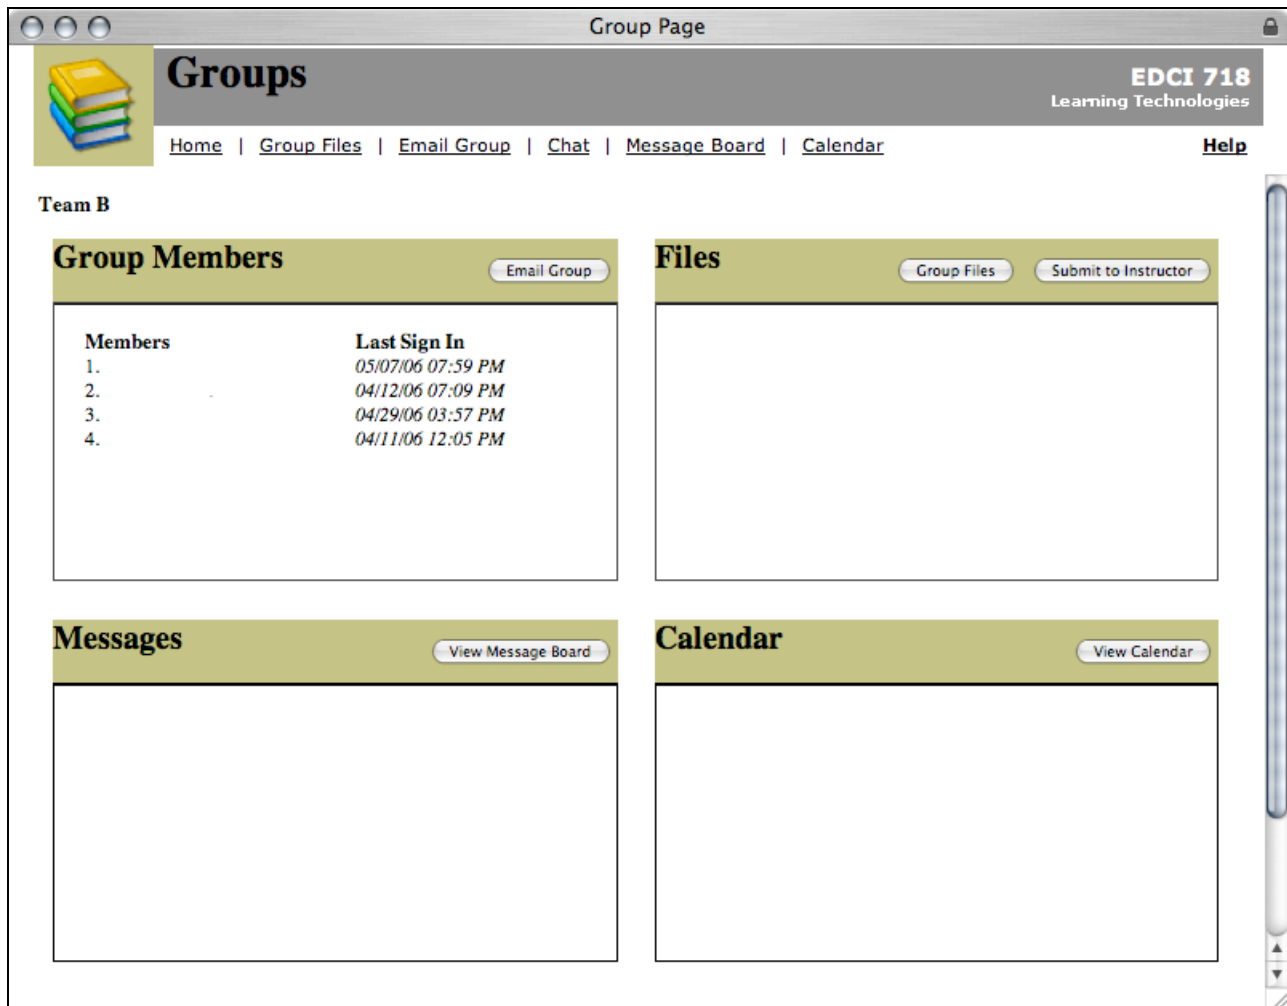 Group Page
Groups
EDCI 718
Learning Technologies
Home | Group Files | Email Group | Chat | Message Board | Calendar
Help
Team B
Group Members
Email Group
Members Last Sign In
1. 05/07/06 07:59 PM
2. 04/12/06 07:09 PM
3. 04/29/06 03:57 PM
4. 04/11/06 12:05 PM
Files
Group Files
Submit to Instructor
Messages
View Message Board
Calendar
View Calendar